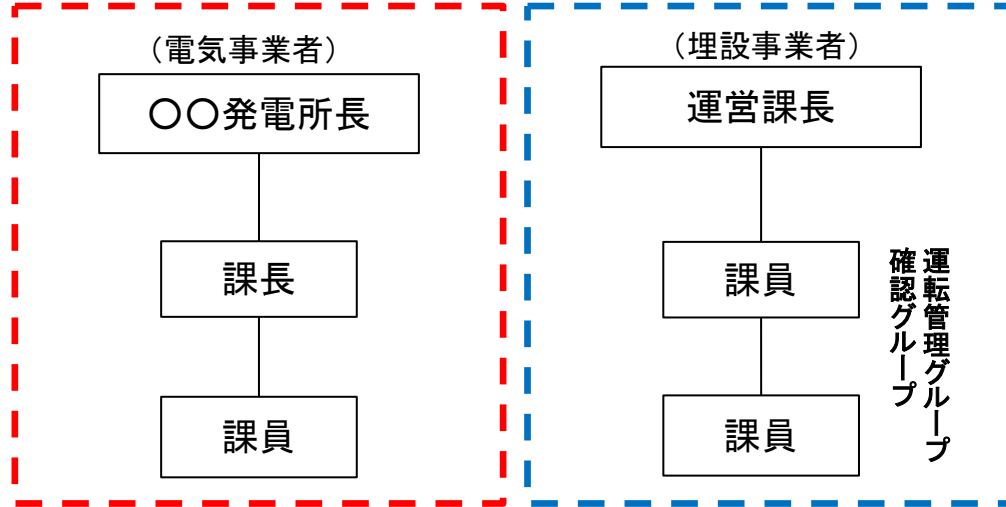 （電気事業者）
〇〇発電所長
課長
課員
（埋設事業者）
運営課長
課員
課員
運転管理グループ
確認グループ